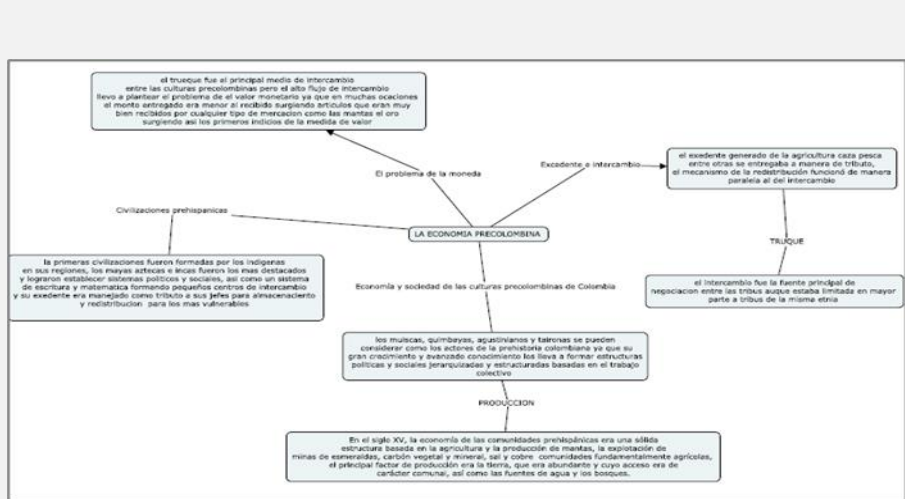 el trueque fue el principal medio de intercambio
entre las culturas precolombinas pero el alto flujo de intercambio
llevo a plantear el problema de el valor monetario ya que en muchas ocaciones
el monto entregado era menor al recibido surgiendo articulos que eran muy
bien recibidos por cualquier tipo de mercacion como las mantas el oro
surgiendo asi los primeros indicios de la medida de valor
El problema de la moneda
Excedente e intercambio
el exedente generado de la agricultura caza pesca
entre otras se entregaba a manera de tributo,
el mecanismo de la redistribución funcionó de manera
paralela al del intercambio
TRUQUE
el intercambio fue la fuente principal de
negociacion entre las tribus auque estaba limitada en mayor
parte a tribus de la misma etnia
Civilizaciones prehispanicas
LA ECONOMIA PRECOLOMBINA
la primeras civilizaciones fueron formadas por los indigenas
en sus regiones, los mayas aztecas e incas fueron los mas destacados
y lograron establecer sistemas politicos y sociales, asi como un sistema
de escritura y matematica formando pequeños centros de intercambio
y su exedente era manejado como tributo a sus jefes para almacenaciento
y redistribucion para los mas vulnerables
Economía y sociedad de las culturas precolombinas de Colombia
los muiscas, quimbayas, agustinianos y taironas se pueden
considerar como los actores de la prehistoria colombiana ya que su
gran crecimiento y avanzado conocimiento los lleva a formar estructuras
politicas y sociales jerarquizadas y estructuradas basadas en el trabajo
colectivo
PRODUCCION
En el siglo XV, la economía de las comunidades prehispánicas era una sólida
estructura basada en la agricultura y la producción de mantas, la explotación de
minas de esmeraldas, carbón vegetal y mineral, sal y cobre comunidades fundamentalmente agrícolas,
el principal factor de producción era la tierra, que era abundante y cuyo acceso era de
carácter comunal, así como las fuentes de agua y los bosques.